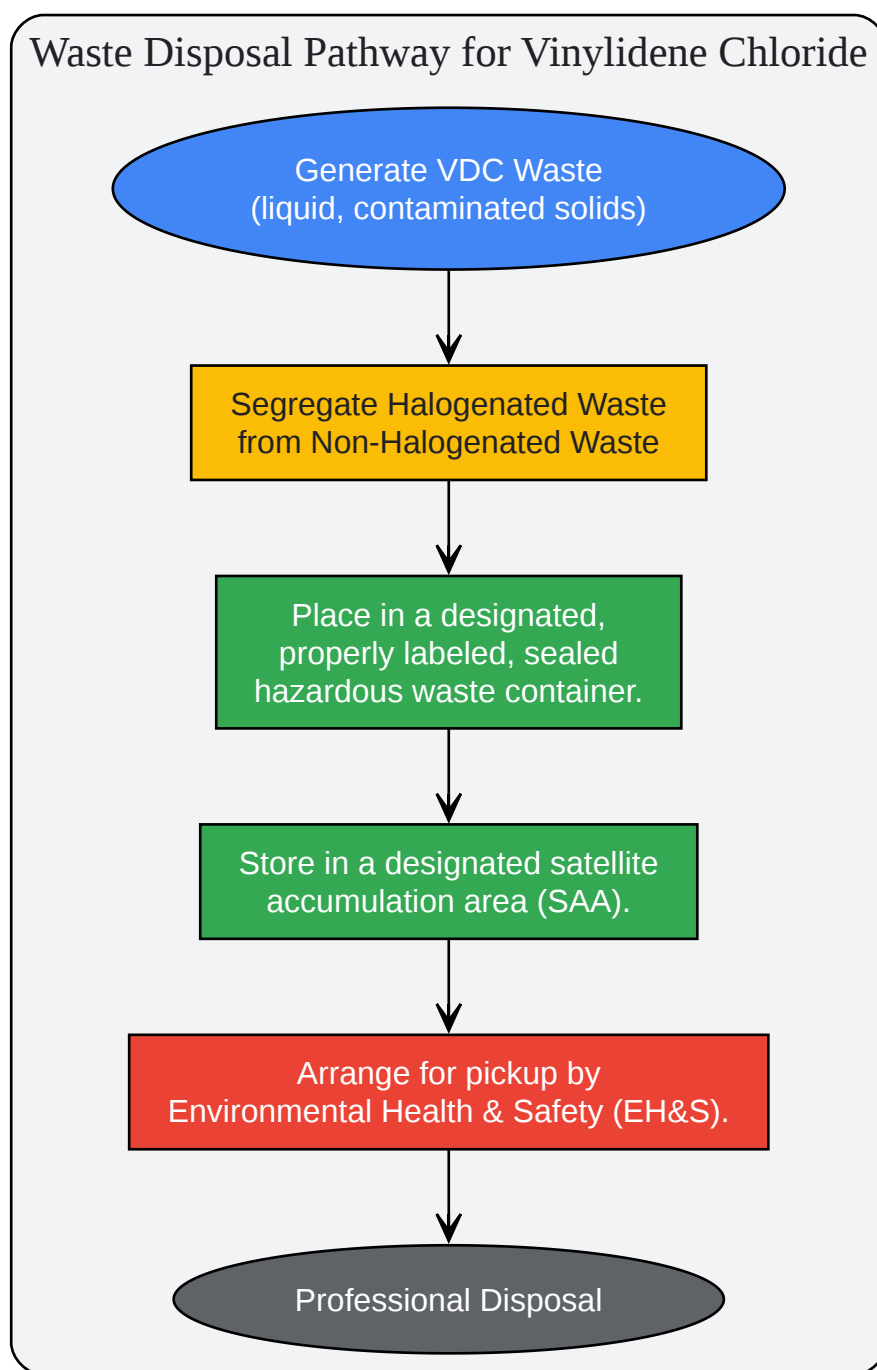 Waste Disposal Pathway for Vinylidene Chloride
Generate VDC Waste
(liquid, contaminated solids)
Segregate Halogenated Waste
from Non-Halogenated Waste
Place in a designated,
properly labeled, sealed
hazardous waste container.
Store in a designated satellite
accumulation area (SAA).
Arrange for pickup by
Environmental Health & Safety (EH&S).
Professional Disposal